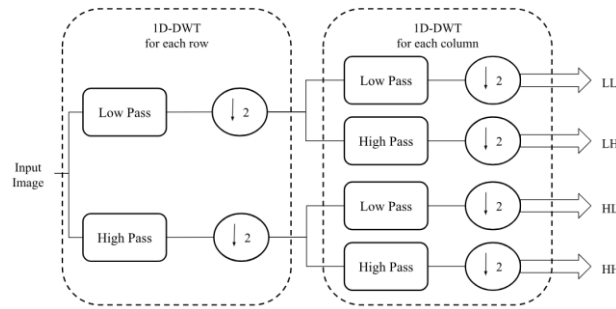 1D-DWT
for each row
1D-DWT
for each column
Low Pass
2
LL
Low Pass
2
High Pass
2
LH
Input
Image
Low Pass
2
HL
High Pass
2
High Pass
2
HH